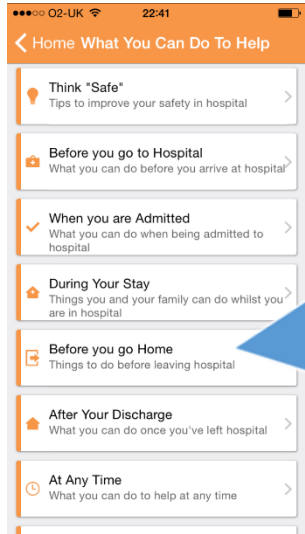 O2-UK 22:41
Home What You Can Do To Help
Think "Safe"
Tips to improve your safety in hospital
Before you go to Hospital
What you can do before you arrive at hospital
When you are Admitted
What you can do when being admitted to
hospital
During Your Stay
Things you and your family can do whilst you
are in hospital
Before you go Home
Things to do before leaving hospital
After Your Discharge
What you can do once you've left hospital
At Any Time
What you can do to help at any time